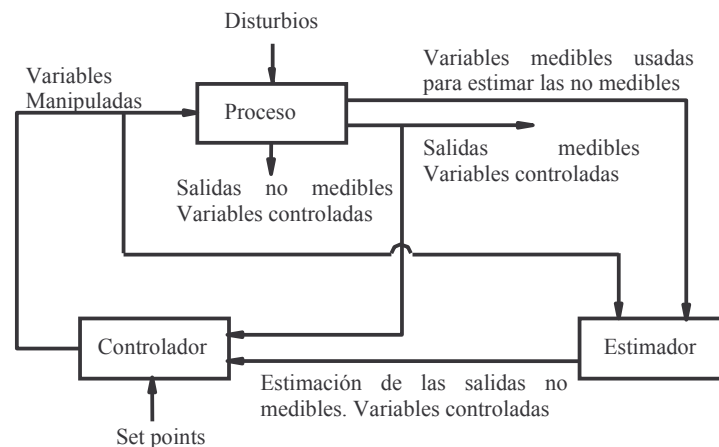 Disturbios
Variables medibles usadas
para estimar las no medibles
Variables
Manipuladas
Proceso
Salidas medibles
Variables controladas
Salidas no medibles
Variables controladas
Controlador
Estimador
Estimación de las salidas no
medibles. Variables controladas
Set points